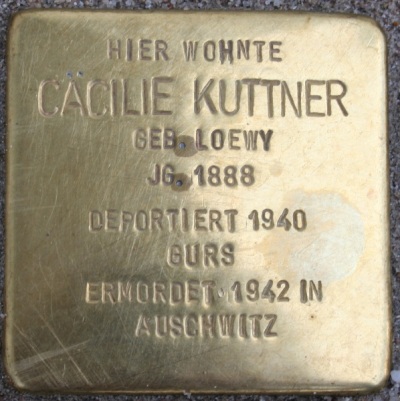 HIER WOHNTE
CÄCILIE KUTTNER
GEB. LOEWY
JG. 1888
DEPORTIERT 1940
GURS
ERMORDET 1942 IN
AUSCHWITZ